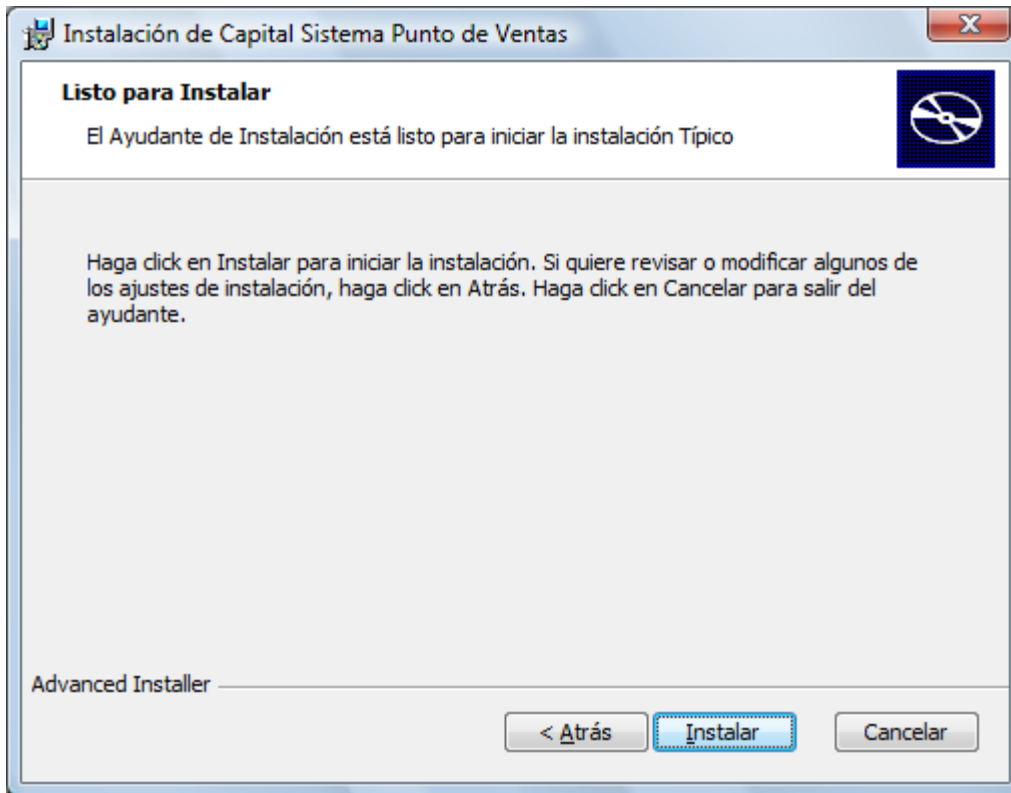 Instalación de Capital Sistema Punto de Ventas
Listo para Instalar
El Ayudante de Instalación está listo para iniciar la instalación Típico
Haga click en Instalar para iniciar la instalación. Si quiere revisar o modificar algunos de
los ajustes de instalación, haga click en Atrás. Haga click en Cancelar para salir del
ayudante.
Advanced Installer
< Atrás
Instalar
Cancelar